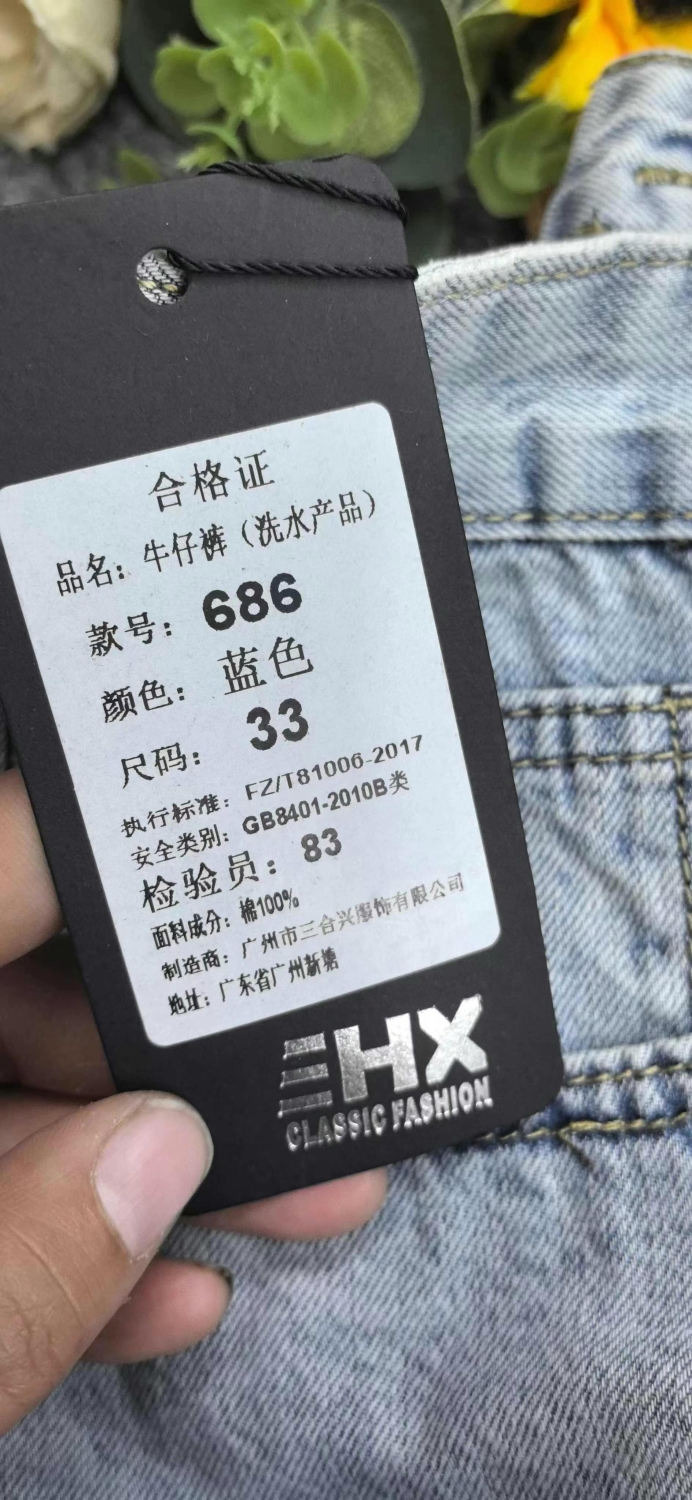 合格证
品名：牛仔裤（洗水产品）
款号：686
颜色：蓝色
尺码：33
执行标准：FZ/T81006-2017
安全类别：GB8401-2010B类
检验员：83
面料成分：棉100%
制造商：广州市三合兴服饰有限公司
地址：广东省广州新塘
EHX
CLASSIC FASHION